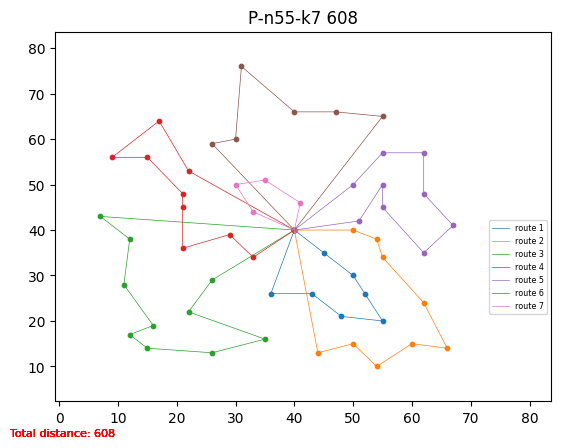 P-n55-k7 608
80
70
60
50
40
30
20
10
0 10 20 30 40 50 60 70 80
route 1
route 2
route 3
route 4
route 5
route 6
route 7
Total distance: 608